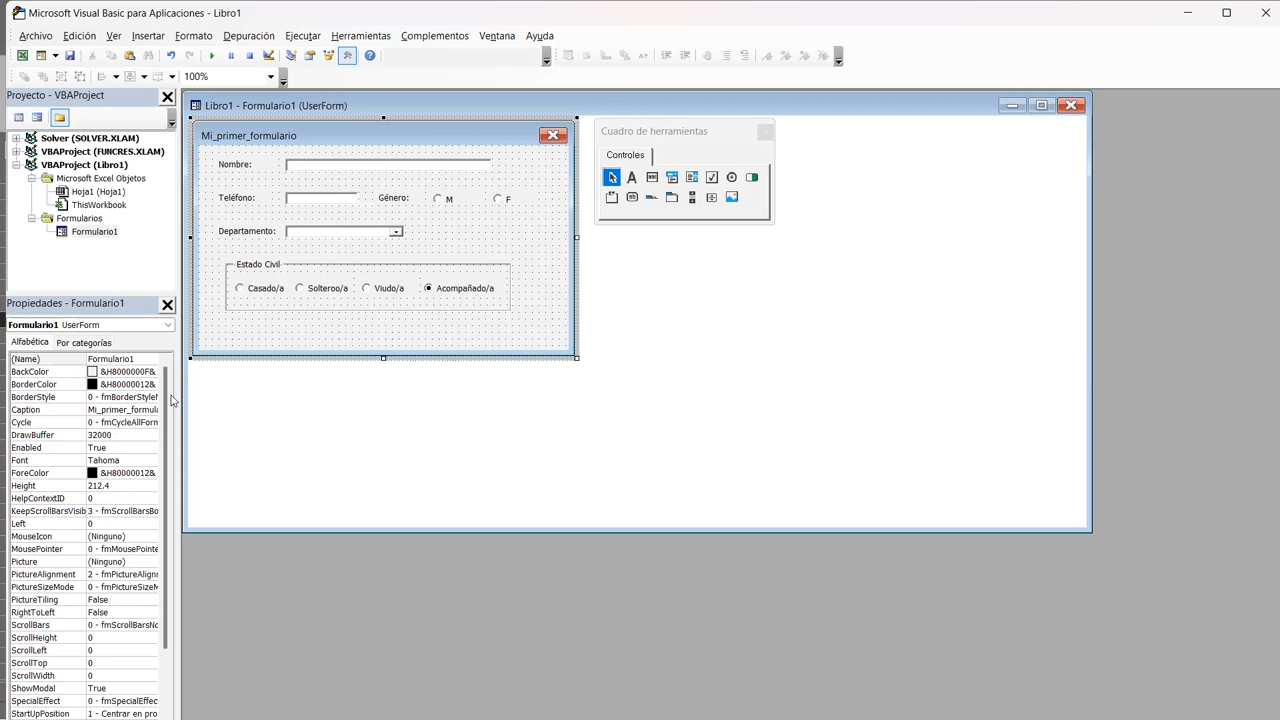 Microsoft Visual Basic para Aplicaciones - Libro1
Archivo Edición Ver Insertar Formato Depuración Ejecutar Herramientas Complementos Ventana Ayuda
100%
Proyecto - VBAProject
Solver (SOLVER.XLAM)
VBAProject (FUNCRES.XLAM)
VBAProject (Libro1)
Microsoft Excel Objetos
Hoja1 (Hoja1)
ThisWorkbook
Formularios
Formulario1
Propiedades - Formulario1
Formulario1 UserForm
Alfabética Por categorías
(Name) Formulario1
BackColor &H8000000F&
BorderColor &H80000012&
BorderStyle 0 - fmBorderStyleN
Caption Mi_primer_formula
Cycle 0 - fmCycleAllForm
DrawBuffer 32000
Enabled True
Font Tahoma
ForeColor &H80000012&
Height 212.4
HelpContextID 0
KeepScrollBarsVisib 3 - fmScrollBarsBo
Left 0
MouseIcon (Ninguno)
MousePointer 0 - fmMousePointe
Picture (Ninguno)
PictureAlignment 2 - fmPictureAlignn
PictureSizeMode 0 - fmPictureSizeM
PictureTiling False
RightToLeft False
ScrollBars 0 - fmScrollBarsNo
ScrollHeight 0
ScrollLeft 0
ScrollTop 0
ScrollWidth 0
ShowModal True
SpecialEffect 0 - fmSpecialEffec
StartUpPosition 1 - Centrar en pro
Libro1 - Formulario1 (UserForm)
Mi_primer_formulario
Nombre:
Teléfono: Género: M F
Departamento:
Estado Civil
Casado/a Solteroo/a Viudo/a Acompañado/a
Cuadro de herramientas
Controles